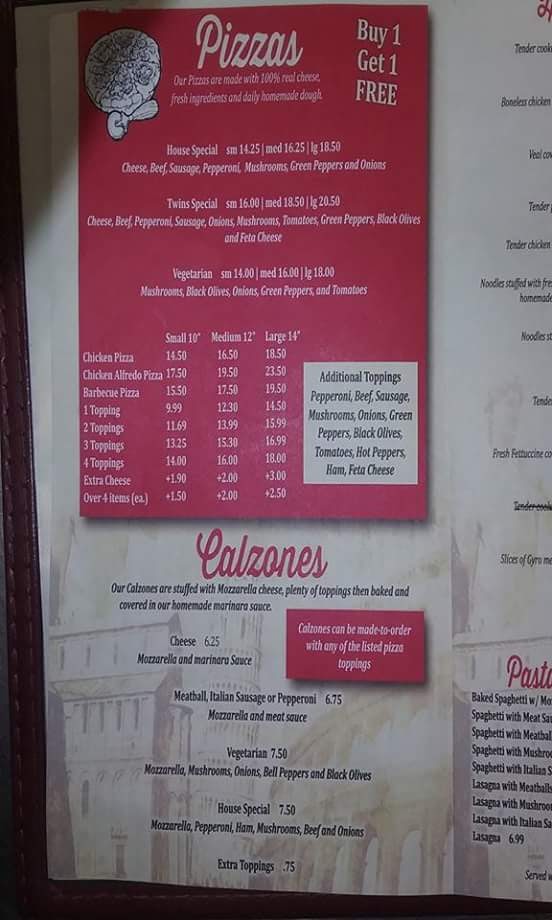 Pizzas
Buy 1
Get 1
FREE
Our Pizzas are made with 100% real cheese,
fresh ingredients and daily homemade dough.
House Special sm 14.25 | med 16.25 | lg 18.50
Cheese, Beef, Sausage, Pepperoni, Mushrooms, Green Peppers and Onions
Twins Special sm 16.00 | med 18.50 | lg 20.50
Cheese, Beef, Pepperoni, Sausage, Onions, Mushrooms, Tomatoes, Green Peppers, Black Olives
and Feta Cheese
Vegetarian sm 14.00 | med 16.00 | lg 18.00
Mushrooms, Black Olives, Onions, Green Peppers, and Tomatoes
Small 10" Medium 12" Large 14"
Chicken Pizza 14.50 16.50 18.50
Chicken Alfredo Pizza 17.50 19.50 23.50
Barbecue Pizza 15.50 17.50 19.50
1 Topping 9.99 12.30 14.50
2 Toppings 11.69 13.99 15.99
3 Toppings 13.25 15.30 16.99
4 Toppings 14.00 16.00 18.00
Extra Cheese +1.90 +2.00 +3.00
Over 4 items (ea.) +1.50 +2.00 +2.50
Additional Toppings
Pepperoni, Beef, Sausage,
Mushrooms, Onions, Green
Peppers, Black Olives,
Tomatoes, Hot Peppers,
Ham, Feta Cheese
Calzones
Our Calzones are stuffed with Mozzarella cheese, plenty of toppings then baked and
covered in our homemade marinara sauce.
Calzones can be made-to-order
with any of the listed pizza
toppings
Cheese 6.25
Mozzarella and marinara Sauce
Meatball, Italian Sausage or Pepperoni 6.75
Mozzarella and meat sauce
Vegetarian 7.50
Mozzarella, Mushrooms, Onions, Bell Peppers and Black Olives
House Special 7.50
Mozzarella, Pepperoni, Ham, Mushrooms, Beef and Onions
Extra Toppings .75
Tender
Boneless chicken
Veal
Tender
Tender chicken
Noodles stuffed with
homemade
Noodles
Fresh Fettuccine
Slices of Gyro
Baked Spaghetti w/
Spaghetti with Meat
Spaghetti with
Spaghetti with
Spaghetti with Italian
Lasagna with Meatballs
Lasagna with
Lasagna with Italian
Lasagna 6.99
Served